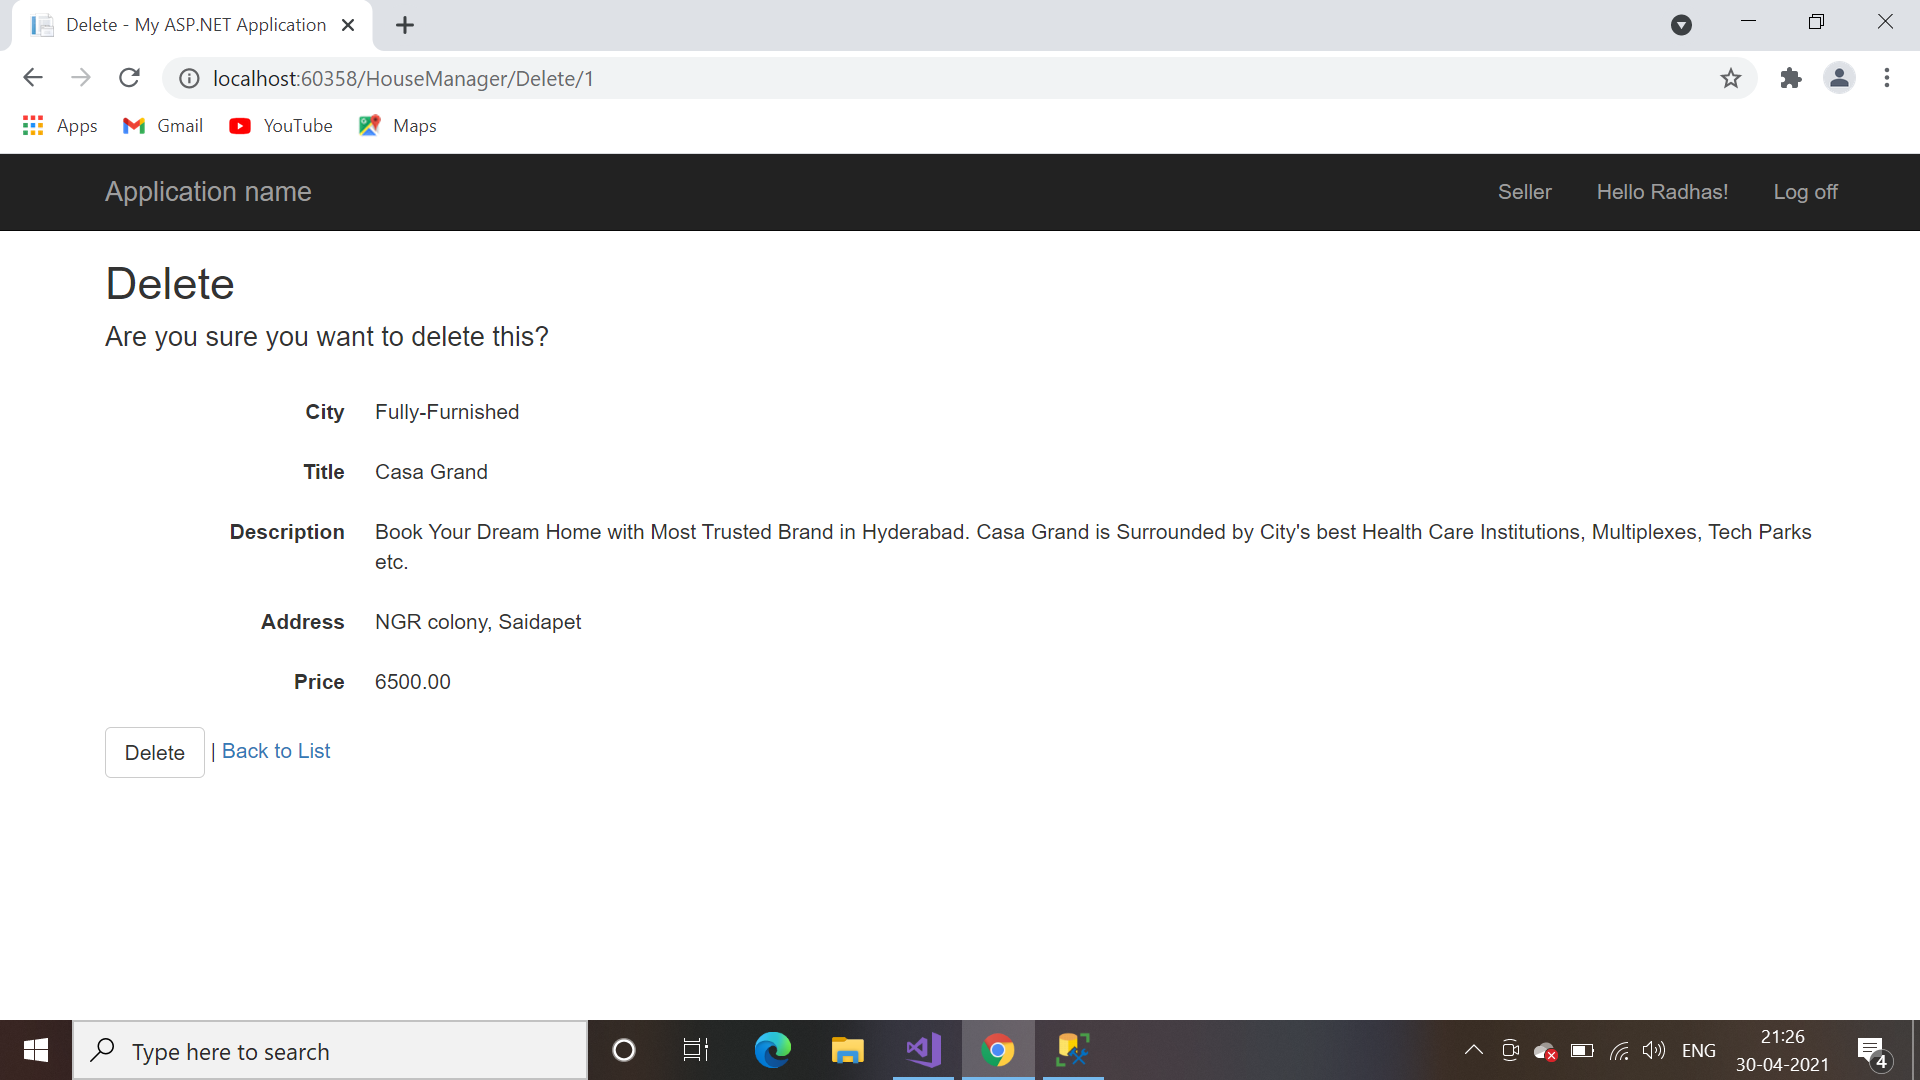 Delete - My ASP.NET Application
localhost:60358/HouseManager/Delete/1
Apps Gmail YouTube Maps
Application name Seller Hello Radhas! Log off
Delete
Are you sure you want to delete this?
City Fully-Furnished
Title Casa Grand
Description Book Your Dream Home with Most Trusted Brand in Hyderabad. Casa Grand is Surrounded by City's best Health Care Institutions, Multiplexes, Tech Parks
etc.
Address NGR colony, Saidapet
Price 6500.00
Delete | Back to List
Type here to search
ENG
21:26
30-04-2021
4